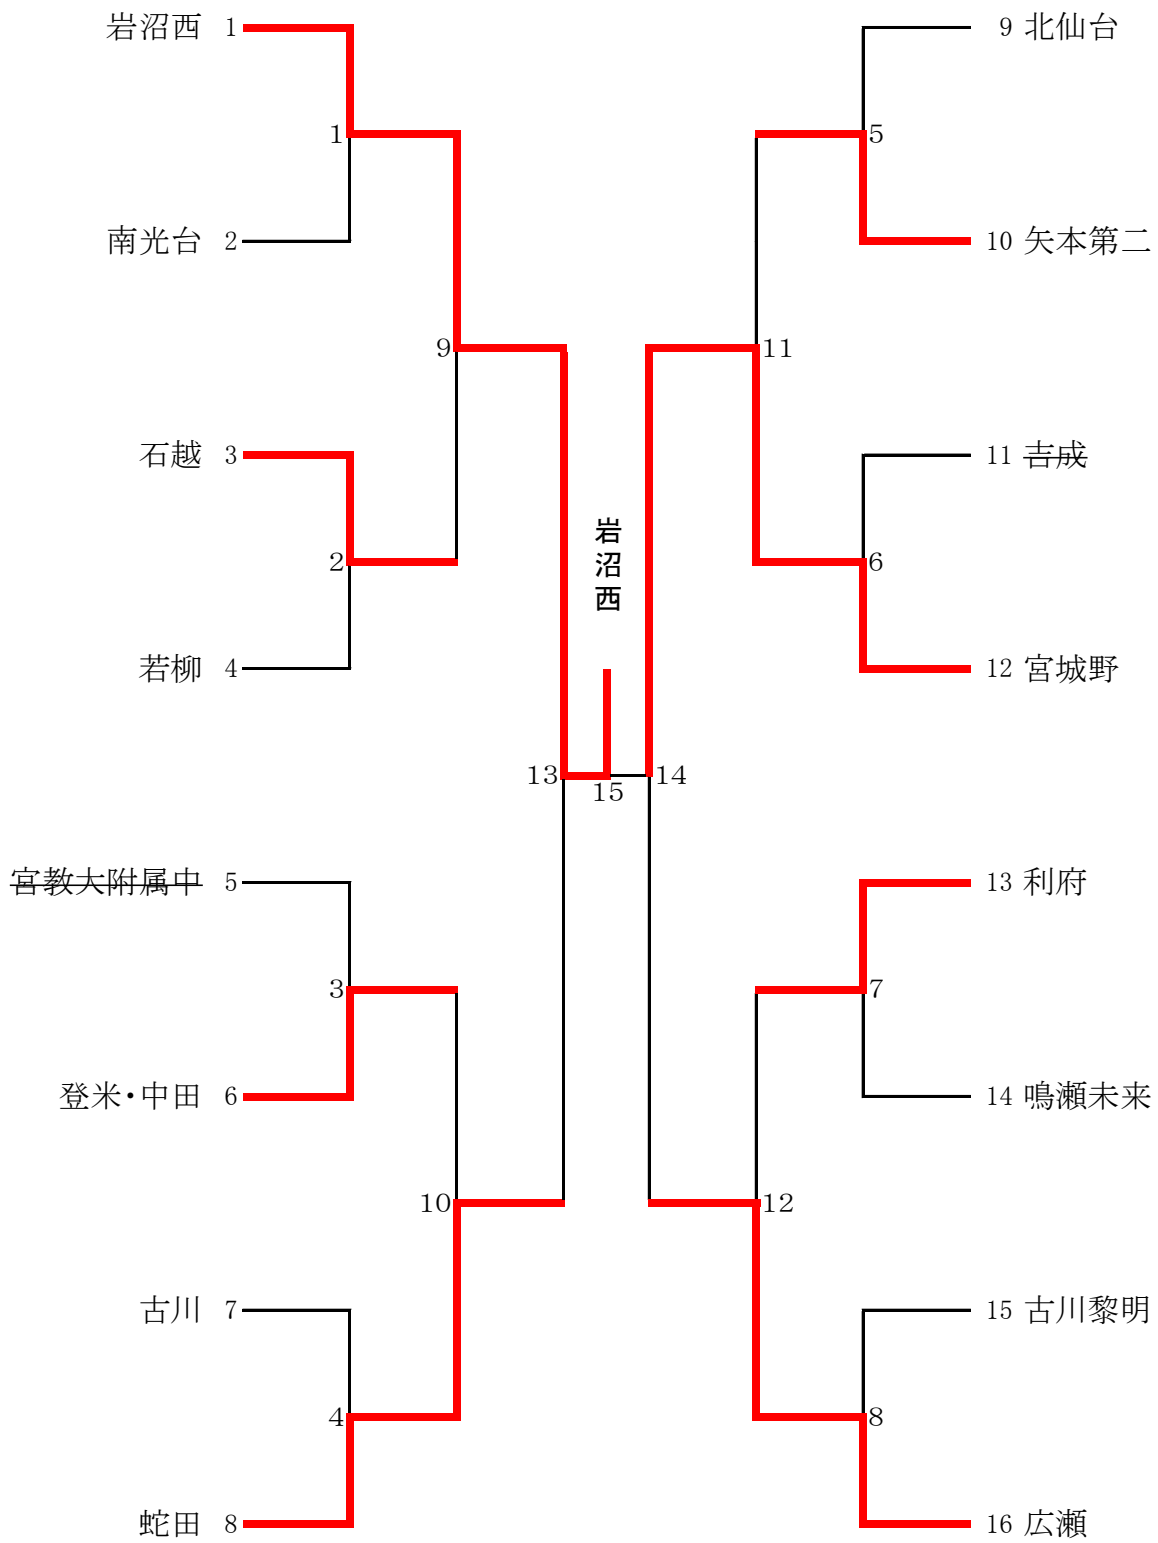 岩沼西 1
1
南光台 2
9
石越 3
2
若柳 4
13
宮教大附属中 5
3
登米・中田 6
10
古川 7
4
蛇田 8
岩沼西
15
9 北仙台
5
10 矢本第二
11
11 吉成
6
12 宮城野
14
13 利府
7
14 鳴瀬未来
12
15 古川黎明
8
16 広瀬